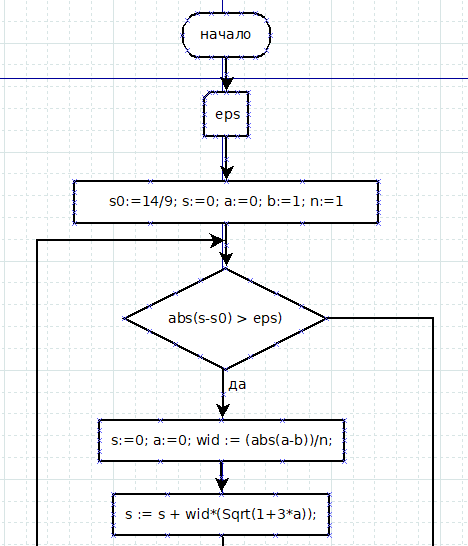 начало
eps
s0:=14/9; s:=0; a:=0; b:=1; n:=1
abs(s-s0) > eps)
да
s:=0; a:=0; wid := (abs(a-b))/n;
s := s + wid*(Sqrt(1+3*a));